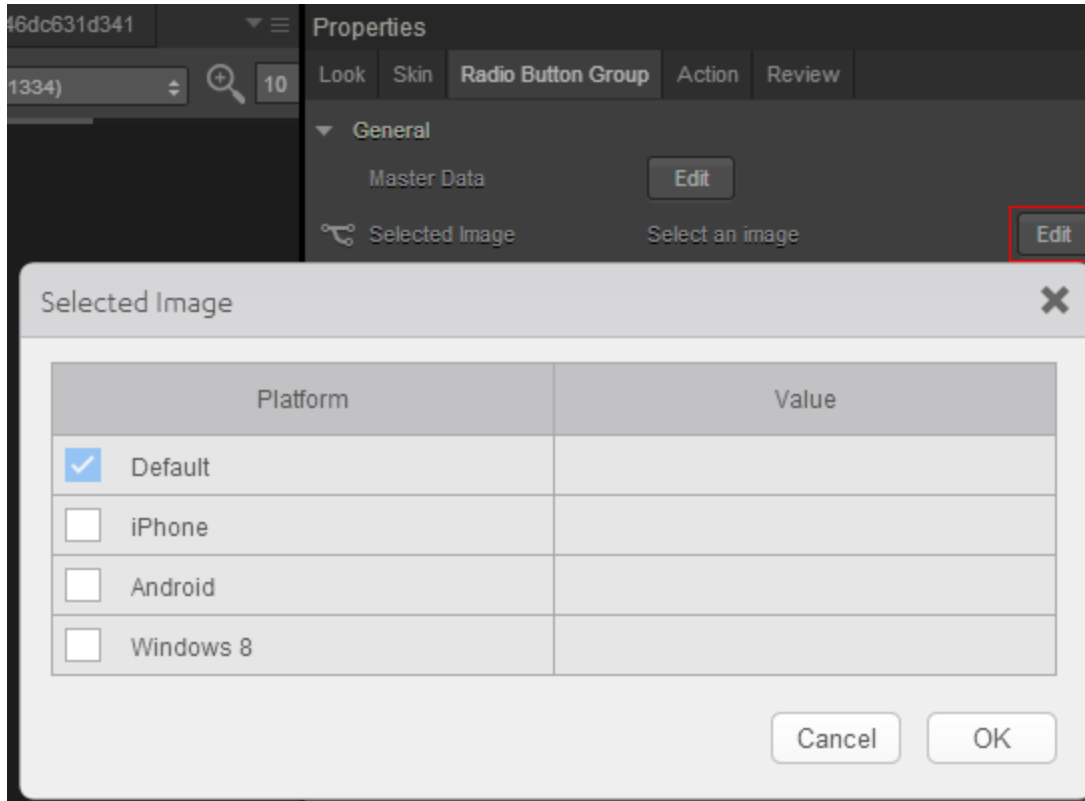 46dc631d341
Properties
1334)
10
Look Skin Radio Button Group Action Review
General
Master Data Edit
Selected Image Select an image Edit
Selected Image
Platform Value
Default
iPhone
Android
Windows 8
Cancel OK